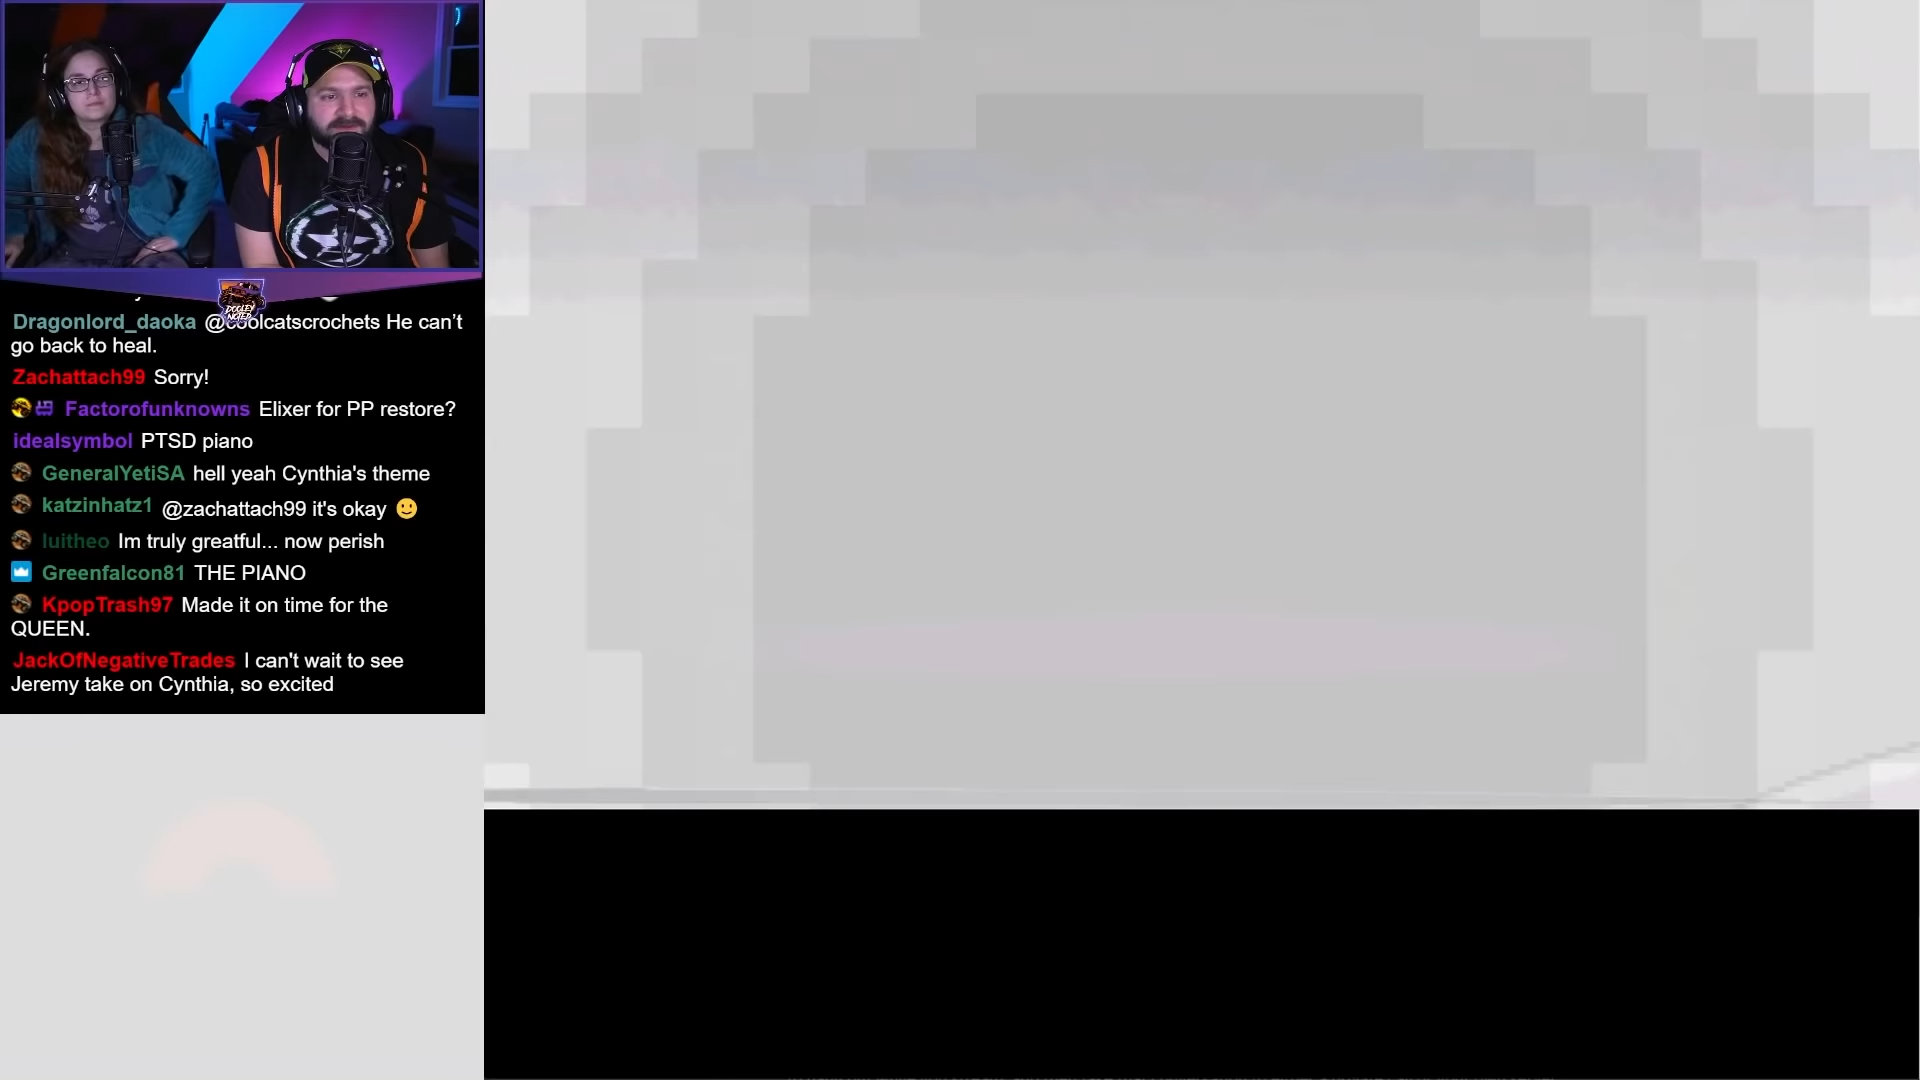 DOOLEY
NOTED
Dragonlord_daoka @coolcatscrochets He can’t
go back to heal.
Zachattach99 Sorry!
Factorofunknowns Elixer for PP restore?
idealsymbol PTSD piano
GeneralYetiSA hell yeah Cynthia's theme
katzinhatz1 @zachattach99 it's okay
luitheo Im truly greatful... now perish
Greenfalcon81 THE PIANO
KpopTrash97 Made it on time for the
QUEEN.
JackOfNegativeTrades I can't wait to see
Jeremy take on Cynthia, so excited